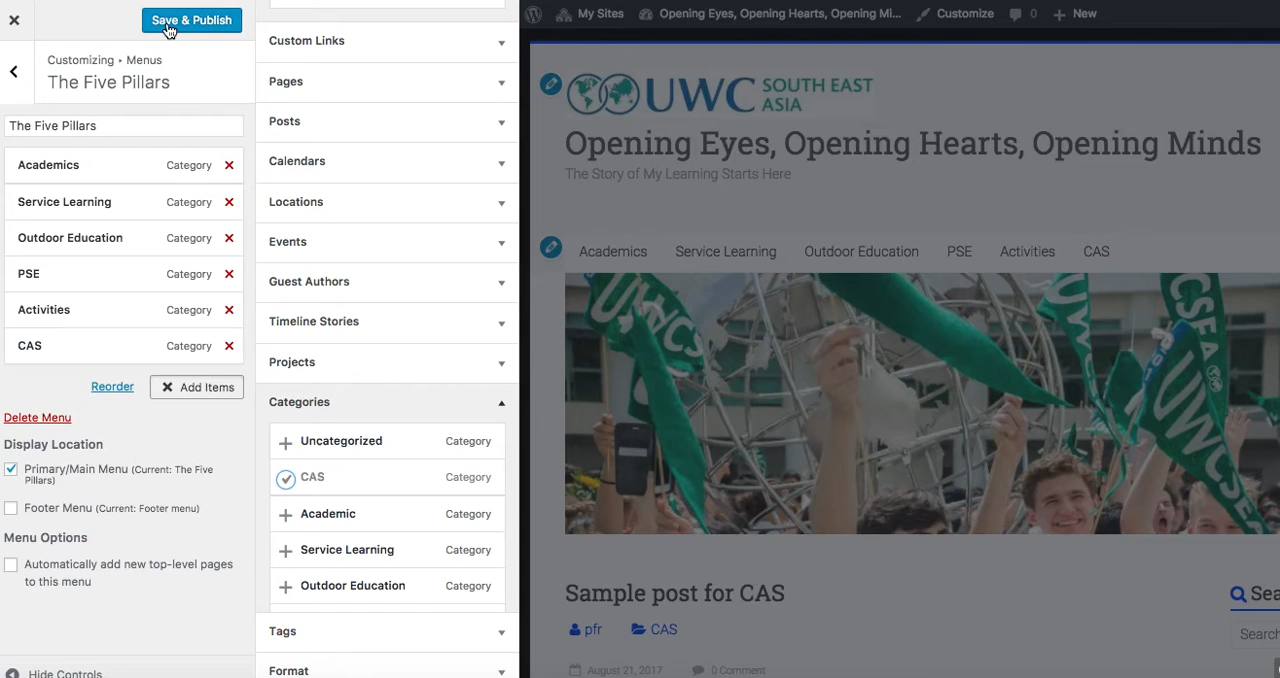 Save & Publish
Customizing ▸ Menus
The Five Pillars
The Five Pillars
Academics Category
Service Learning Category
Outdoor Education Category
PSE Category
Activities Category
CAS Category
Reorder Add Items
Delete Menu
Display Location
Primary/Main Menu (Current: The Five
Pillars)
Footer Menu (Current: Footer menu)
Menu Options
Automatically add new top-level pages
to this menu
Hide Controls
Custom Links
Pages
Posts
Calendars
Locations
Events
Guest Authors
Timeline Stories
Projects
Categories
Uncategorized Category
CAS Category
Academic Category
Service Learning Category
Outdoor Education Category
Tags
Format
My Sites Opening Eyes, Opening Hearts, Opening Mi... Customize 0 New
UWC SOUTH EAST
ASIA
Opening Eyes, Opening Hearts, Opening Minds
The Story of My Learning Starts Here
Academics Service Learning Outdoor Education PSE Activities CAS
UWCS
UWCSEA
Sample post for CAS
pfr CAS
August 21, 2017 0 Comment
Sea
Search